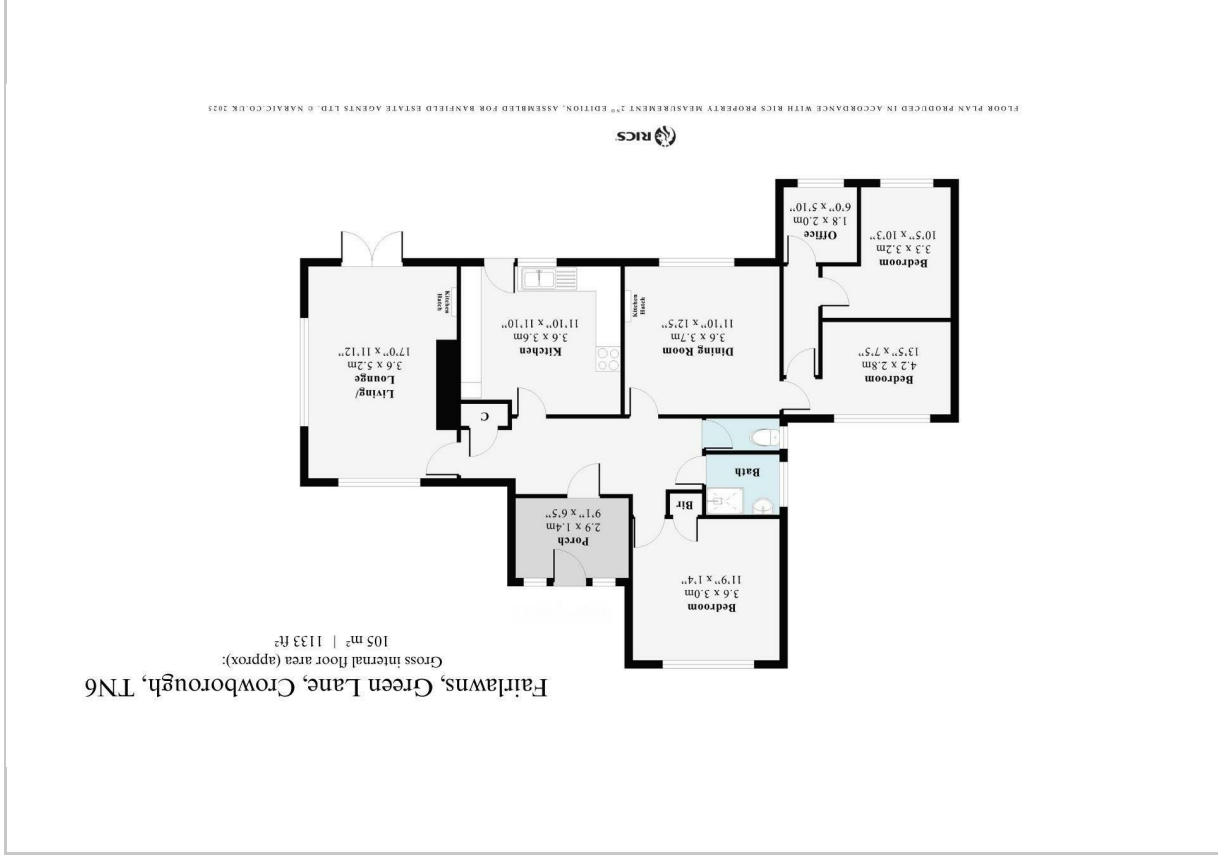 Fairlawns, Green Lane, Crowborough, TN6
Gross internal floor area (approx):
105 m² | 1133 ft²
Bedroom
3.6 x 3.0m
11'9" x 1'4"
Porch
2.9 x 1.4m
9'1" x 6'5"
Bir
Bath
C
Bedroom
4.2 x 2.8m
13'5" x 7'5"
Dining Room
3.6 x 3.7m
11'10" x 12'5"
Kitchen
3.6 x 3.6m
11'10" x 11'10"
Living/
Lounge
3.6 x 5.2m
17'0" x 11'12"
Kitchen
Hatch
Kitchen
Hatch
Bedroom
3.3 x 3.2m
10'5" x 10'3"
Office
1.8 x 2.0m
6'0" x 5'10"
RICS
FLOOR PLAN PRODUCED IN ACCORDANCE WITH RICS PROPERTY MEASUREMENT 2ND EDITION, ASSEMBLED FOR BANFIELD ESTATE AGENTS LTD. © NARAIC.CO.UK 2025